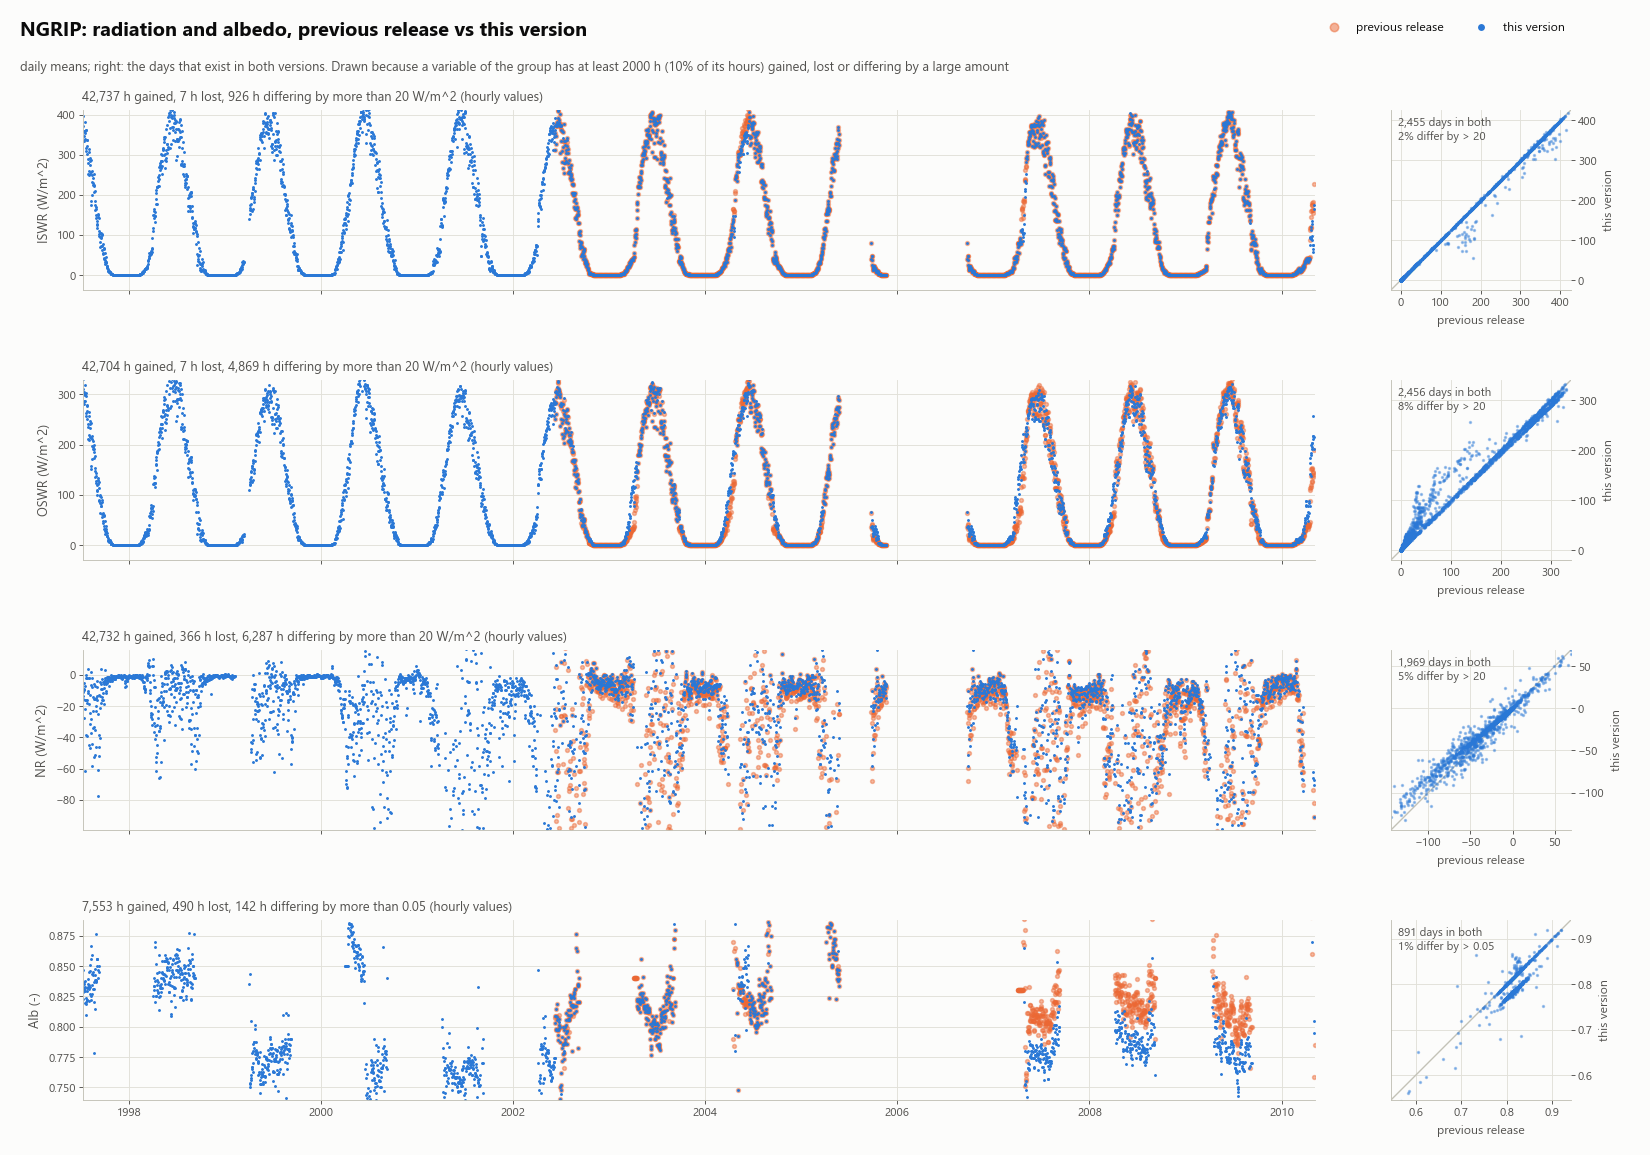 NGRIP: radiation and albedo, previous release vs this version
previous release
this version
daily means; right: the days that exist in both versions. Drawn because a variable of the group has at least 2000 h (10% of its hours) gained, lost or differing by a large amount
42,737 h gained, 7 h lost, 926 h differing by more than 20 W/m^2 (hourly values)
ISWR (W/m^2)
400
300
200
100
0
2,455 days in both
2% differ by > 20
400
300
200
100
0
this version
0 100 200 300 400
previous release
42,704 h gained, 7 h lost, 4,869 h differing by more than 20 W/m^2 (hourly values)
OSWR (W/m^2)
300
200
100
0
2,456 days in both
8% differ by > 20
300
200
100
0
this version
0 100 200 300
previous release
42,732 h gained, 366 h lost, 6,287 h differing by more than 20 W/m^2 (hourly values)
NR (W/m^2)
0
−20
−40
−60
−80
1,969 days in both
5% differ by > 20
50
0
−50
−100
this version
−100 −50 0 50
previous release
7,553 h gained, 490 h lost, 142 h differing by more than 0.05 (hourly values)
Alb (-)
0.875
0.850
0.825
0.800
0.775
0.750
1998 2000 2002 2004 2006 2008 2010
891 days in both
1% differ by > 0.05
0.9
0.8
0.7
0.6
this version
0.6 0.7 0.8 0.9
previous release